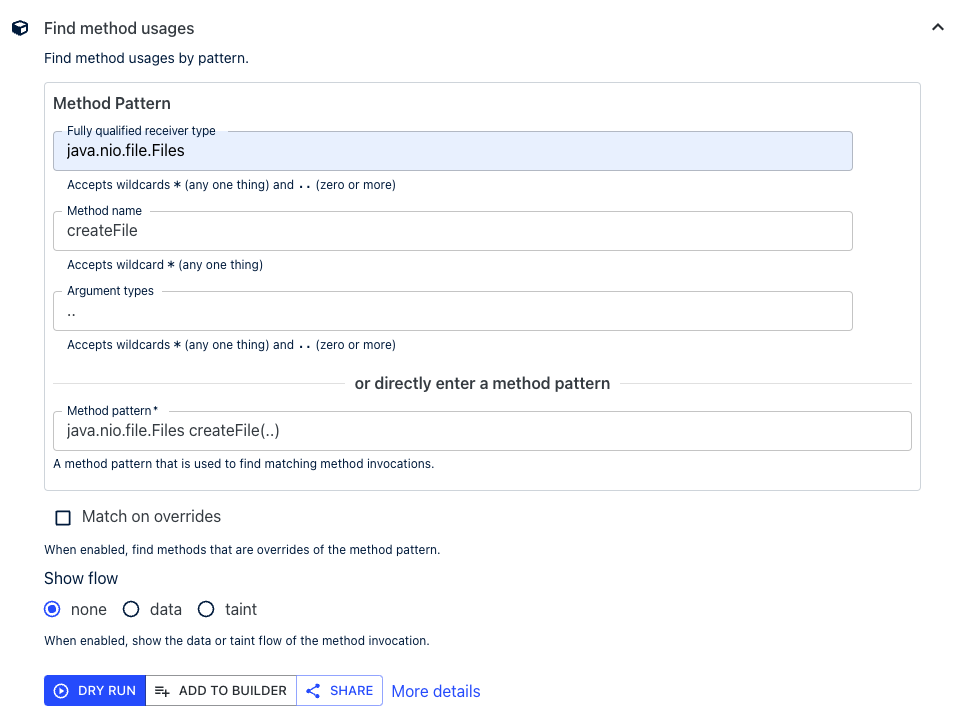 Find method usages
Find method usages by pattern.
Method Pattern
Fully qualified receiver type
java.nio.file.Files
Accepts wildcards * (any one thing) and .. (zero or more)
Method name
createFile
Accepts wildcard * (any one thing)
Argument types
..
Accepts wildcards * (any one thing) and .. (zero or more)
or directly enter a method pattern
Method pattern*
java.nio.file.Files createFile(..)
A method pattern that is used to find matching method invocations.
Match on overrides
When enabled, find methods that are overrides of the method pattern.
Show flow
none data taint
When enabled, show the data or taint flow of the method invocation.
DRY RUN ADD TO BUILDER SHARE More details